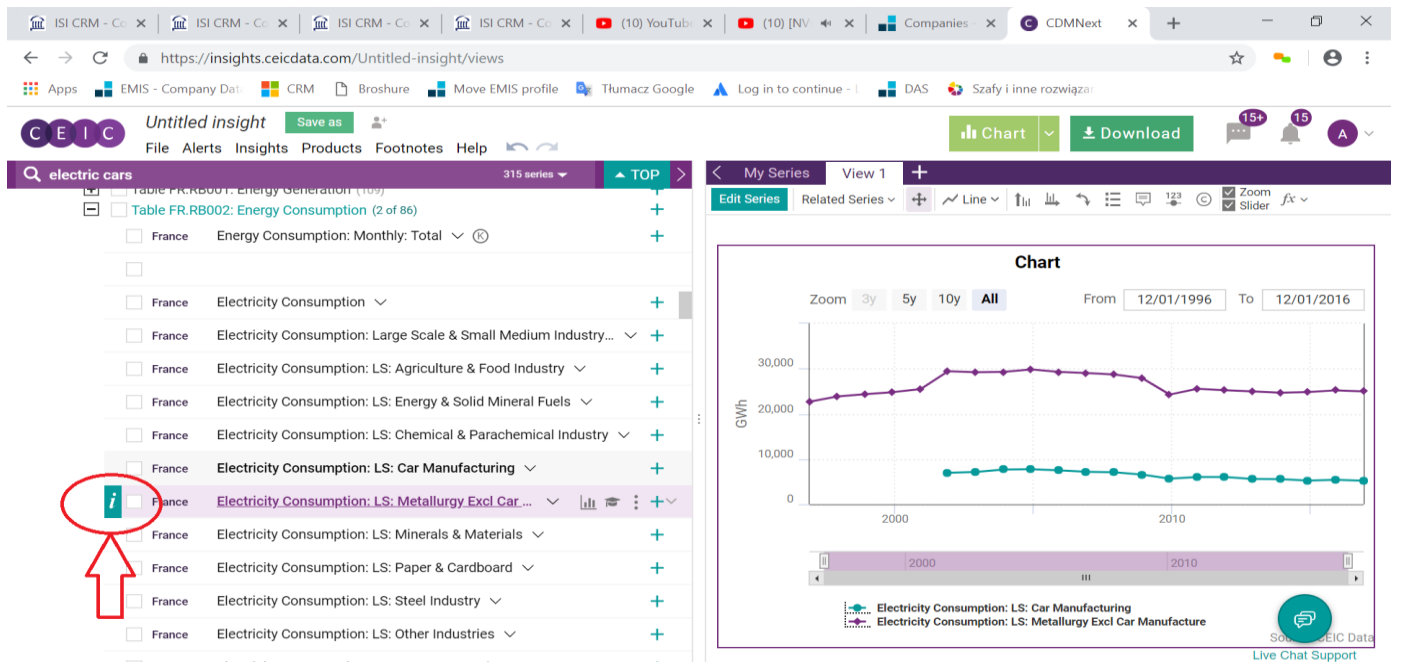 ISI CRM - Co
ISI CRM - Co
ISI CRM - Co
ISI CRM - Co
(10) YouTube
(10) [NV
Companies -
CDMNext
https://insights.ceicdata.com/Untitled-insight/views
Apps EMIS - Company Dat CRM Broshure Move EMIS profile Tłumacz Google Log in to continue - DAS Szafy i inne rozwiązan
CEIC
Untitled insight Save as
File Alerts Insights Products Footnotes Help
Chart Download 15+ 15 A
electric cars 315 series TOP
Table FR.RB001: Energy Generation (109)
Table FR.RB002: Energy Consumption (2 of 86)
France Energy Consumption: Monthly: Total K
France Electricity Consumption
France Electricity Consumption: Large Scale & Small Medium Industry...
France Electricity Consumption: LS: Agriculture & Food Industry
France Electricity Consumption: LS: Energy & Solid Mineral Fuels
France Electricity Consumption: LS: Chemical & Parachemical Industry
France Electricity Consumption: LS: Car Manufacturing
i France Electricity Consumption: LS: Metallurgy Excl Car ...
France Electricity Consumption: LS: Minerals & Materials
France Electricity Consumption: LS: Paper & Cardboard
France Electricity Consumption: LS: Steel Industry
France Electricity Consumption: LS: Other Industries
My Series View 1
Edit Series Related Series Line 123 C Zoom Slider fx
Chart
Zoom 3y 5y 10y All From 12/01/1996 To 12/01/2016
30,000
20,000
10,000
0
GWh
2000 2010
2000 2010
Electricity Consumption: LS: Car Manufacturing
Electricity Consumption: LS: Metallurgy Excl Car Manufacture
CEIC Data
Live Chat Support